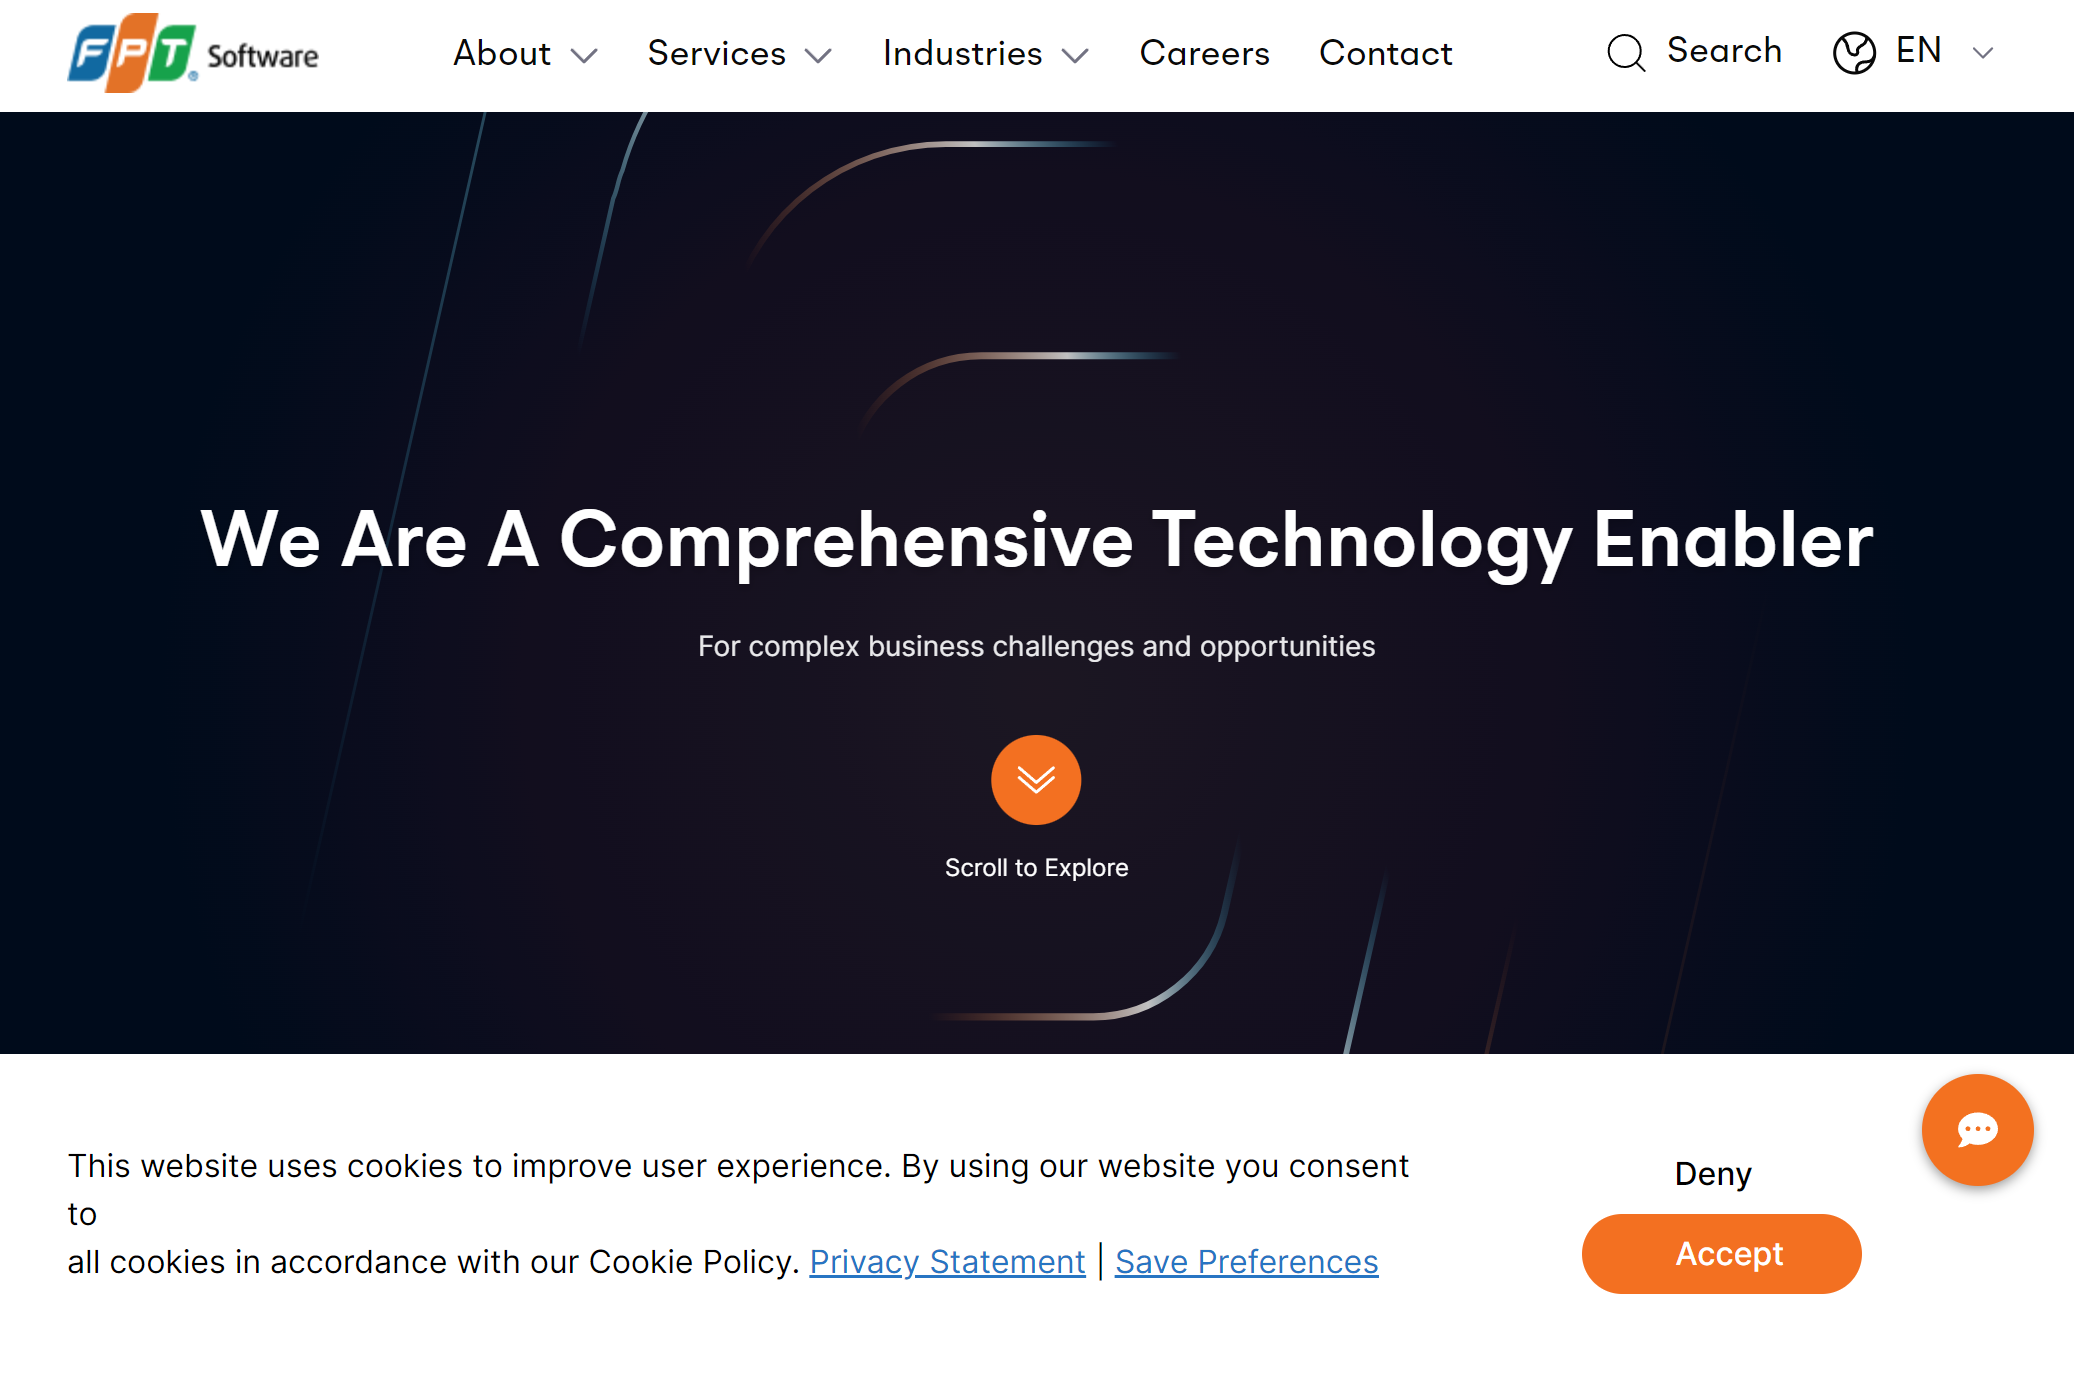 FPT Software
About
Services
Industries
Careers
Contact
Search
EN
We Are A Comprehensive Technology Enabler
For complex business challenges and opportunities
Scroll to Explore
This website uses cookies to improve user experience. By using our website you consent
to
all cookies in accordance with our Cookie Policy. Privacy Statement | Save Preferences
Deny
Accept